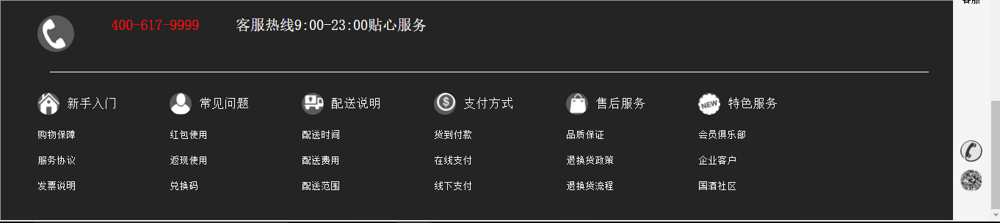 客服
400-617-9999 客服热线9:00-23:00贴心服务
新手入门 常见问题 配送说明 支付方式 售后服务 NEW 特色服务
购物保障 红包使用 配送时间 货到付款 品质保证 会员俱乐部
服务协议 返现使用 配送费用 在线支付 退换货政策 企业客户
发票说明 兑换码 配送范围 线下支付 退换货流程 国酒社区